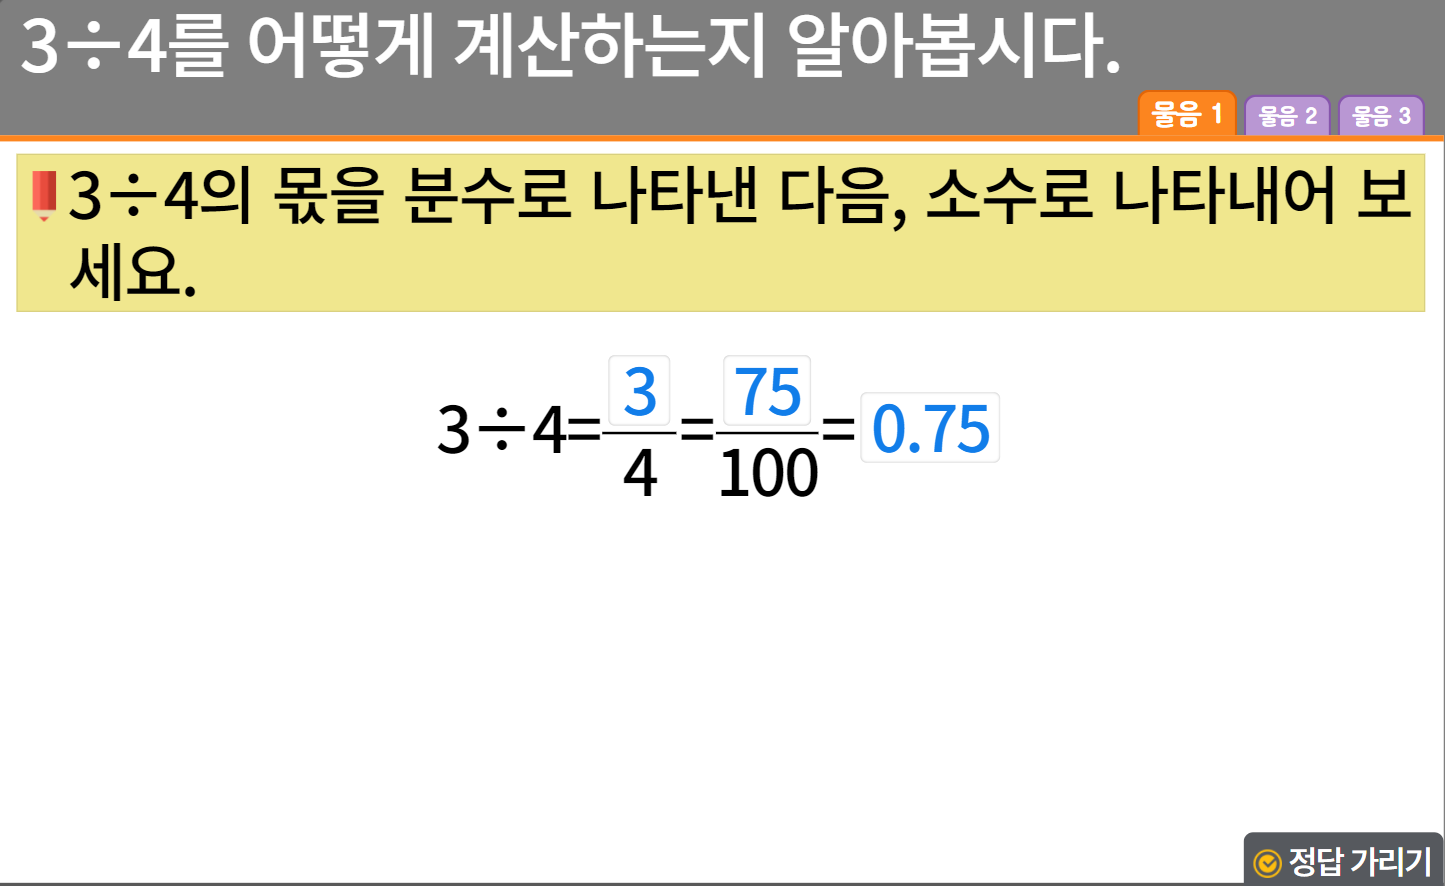 3÷4를 어떻게 계산하는지 알아봅시다.
물음 1 물음 2 물음 3
3÷4의 몫을 분수로 나타낸 다음, 소수로 나타내어 보
세요.
3÷4=3/4=75/100=0.75
정답 가리기